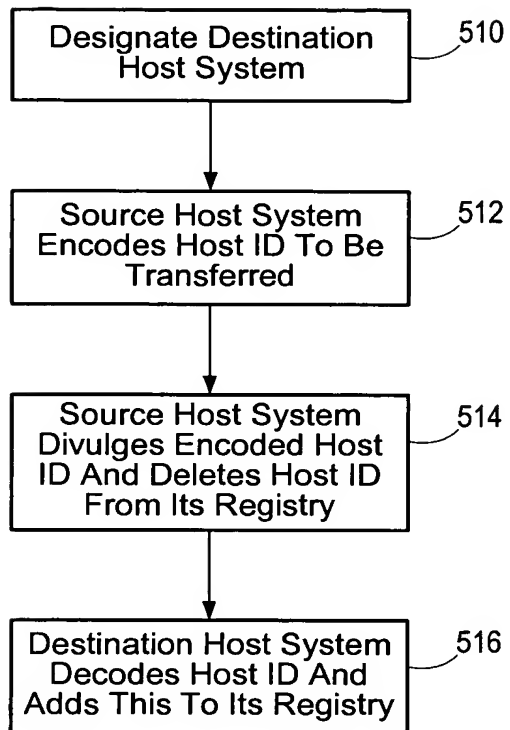 Designate Destination
Host System
510
Source Host System
Encodes Host ID To Be
Transferred
512
Source Host System
Divulges Encoded Host
ID And Deletes Host ID
From Its Registry
514
Destination Host System
Decodes Host ID And
Adds This To Its Registry
516